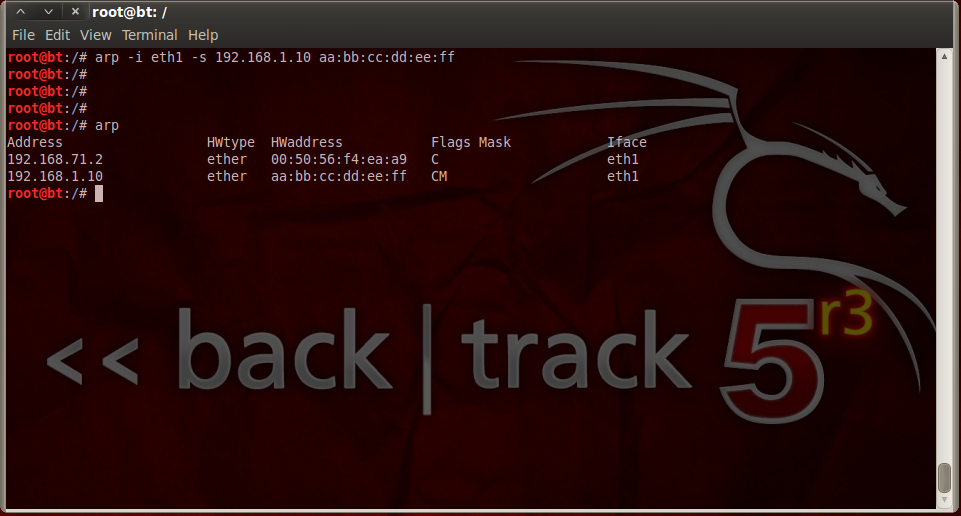 root@bt: /
File Edit View Terminal Help
root@bt:/# arp -i eth1 -s 192.168.1.10 aa:bb:cc:dd:ee:ff
root@bt:/#
root@bt:/#
root@bt:/#
root@bt:/# arp
Address HWtype HWaddress Flags Mask Iface
192.168.71.2 ether 00:50:56:f4:ea:a9 C eth1
192.168.1.10 ether aa:bb:cc:dd:ee:ff CM eth1
root@bt:/#
<< back | track 5 r3